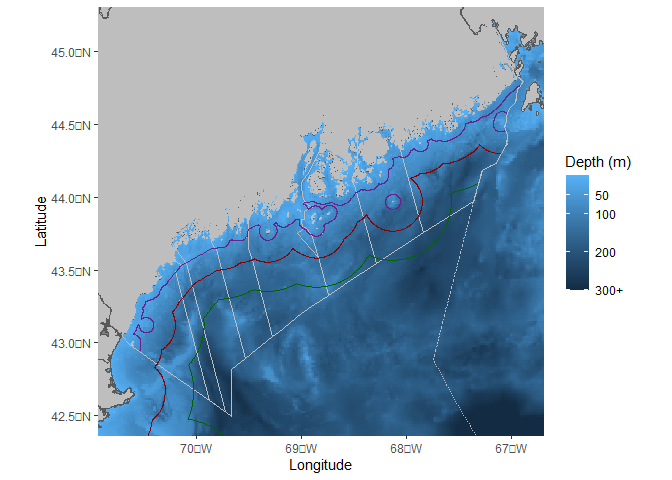 45.0□N
44.5□N
44.0□N
43.5□N
43.0□N
42.5□N
Latitude
70□W
69□W
68□W
67□W
Longitude
Depth (m)
50
100
200
300+